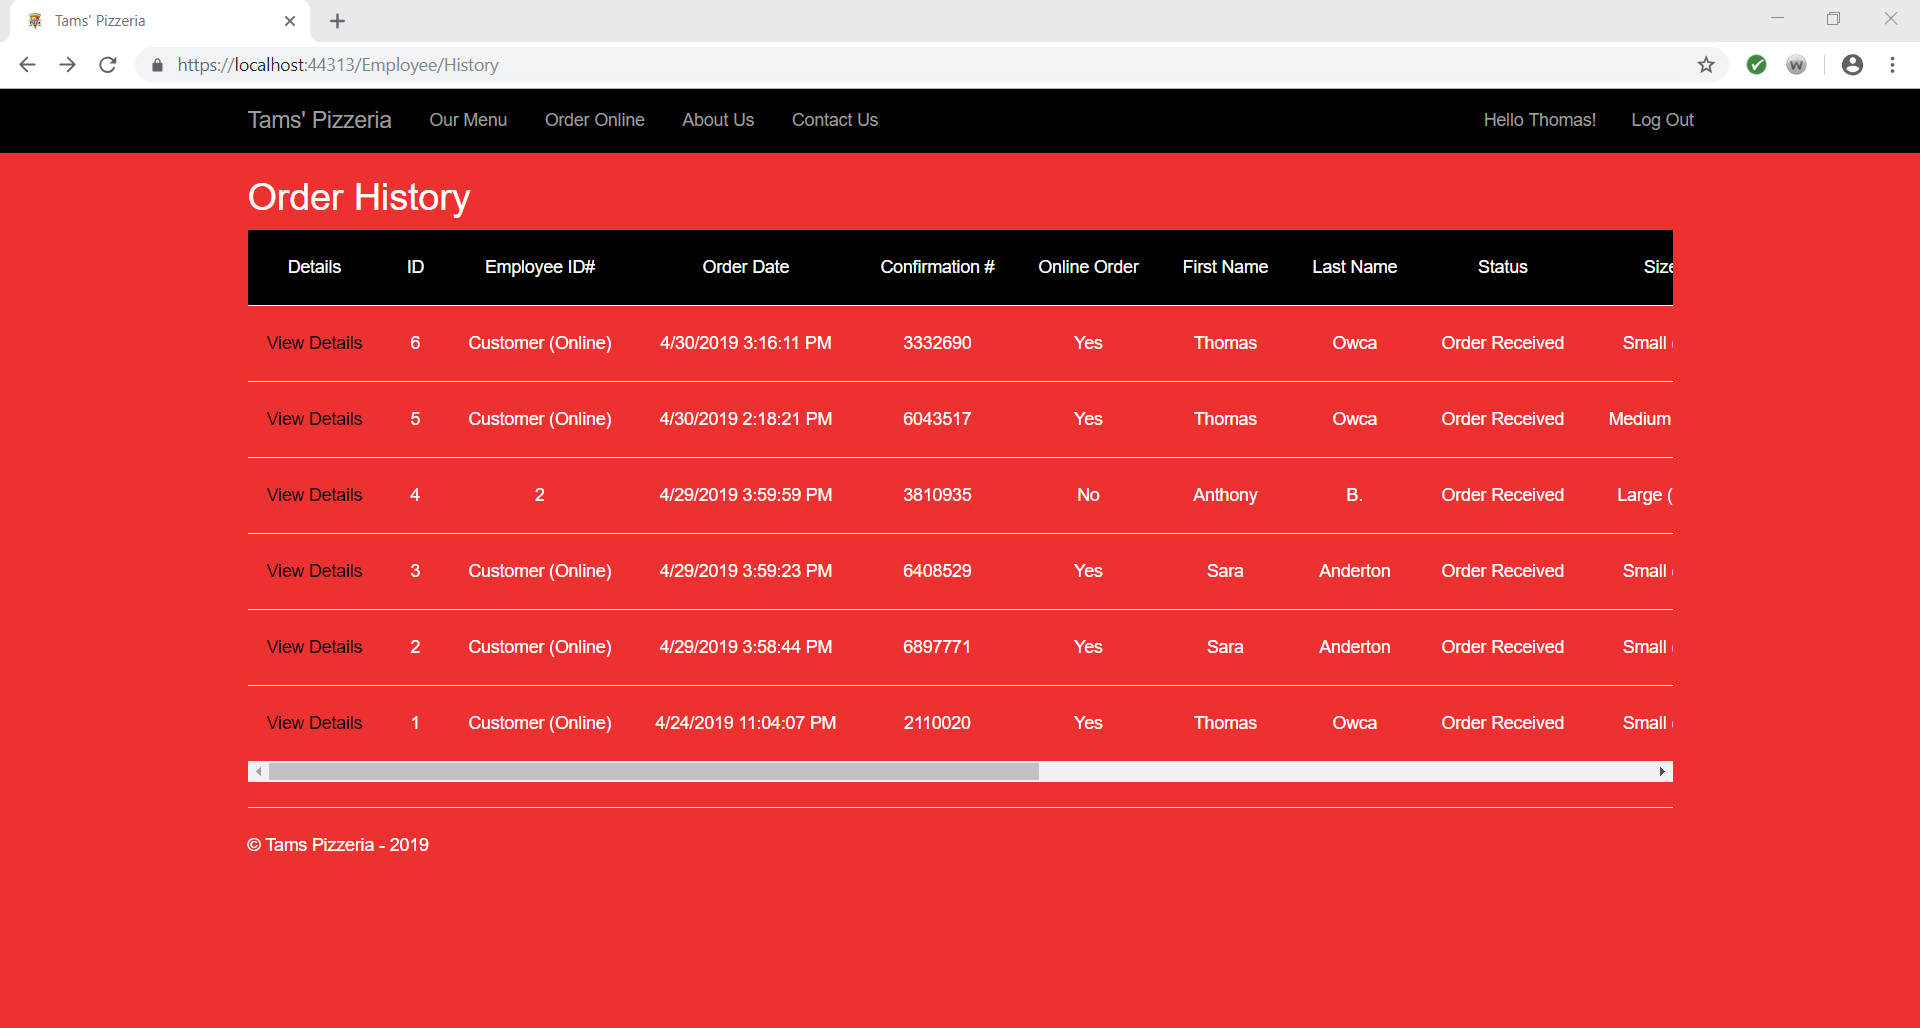 Tams' Pizzeria
https://localhost:44313/Employee/History
W
Tams' Pizzeria Our Menu Order Online About Us Contact Us Hello Thomas! Log Out
Order History
Details ID Employee ID# Order Date Confirmation # Online Order First Name Last Name Status Size
View Details 6 Customer (Online) 4/30/2019 3:16:11 PM 3332690 Yes Thomas Owca Order Received Small
View Details 5 Customer (Online) 4/30/2019 2:18:21 PM 6043517 Yes Thomas Owca Order Received Medium
View Details 4 2 4/29/2019 3:59:59 PM 3810935 No Anthony B. Order Received Large (
View Details 3 Customer (Online) 4/29/2019 3:59:23 PM 6408529 Yes Sara Anderton Order Received Small
View Details 2 Customer (Online) 4/29/2019 3:58:44 PM 6897771 Yes Sara Anderton Order Received Small
View Details 1 Customer (Online) 4/24/2019 11:04:07 PM 2110020 Yes Thomas Owca Order Received Small
© Tams Pizzeria - 2019